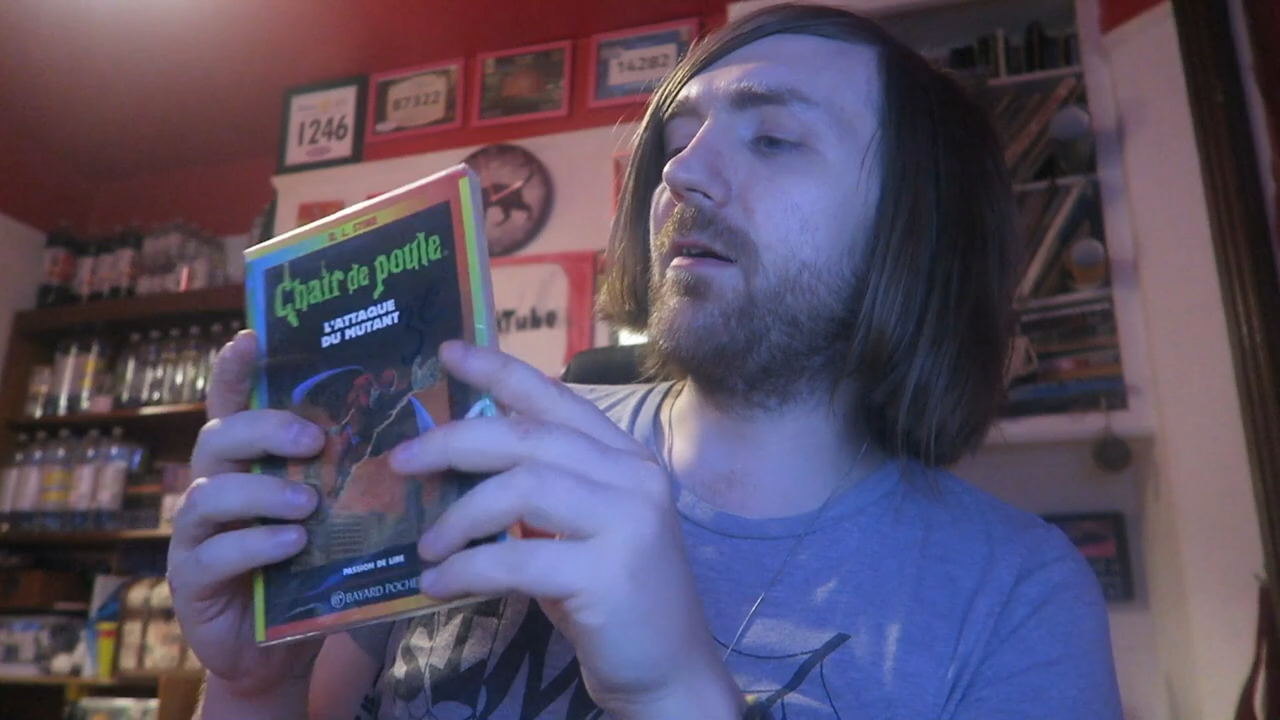 1246
87322
14282
R. L. STINE
Chair de poule
L'ATTAQUE
DU MUTANT
Tube
PASSION DE LIRE
BAYARD POCHE